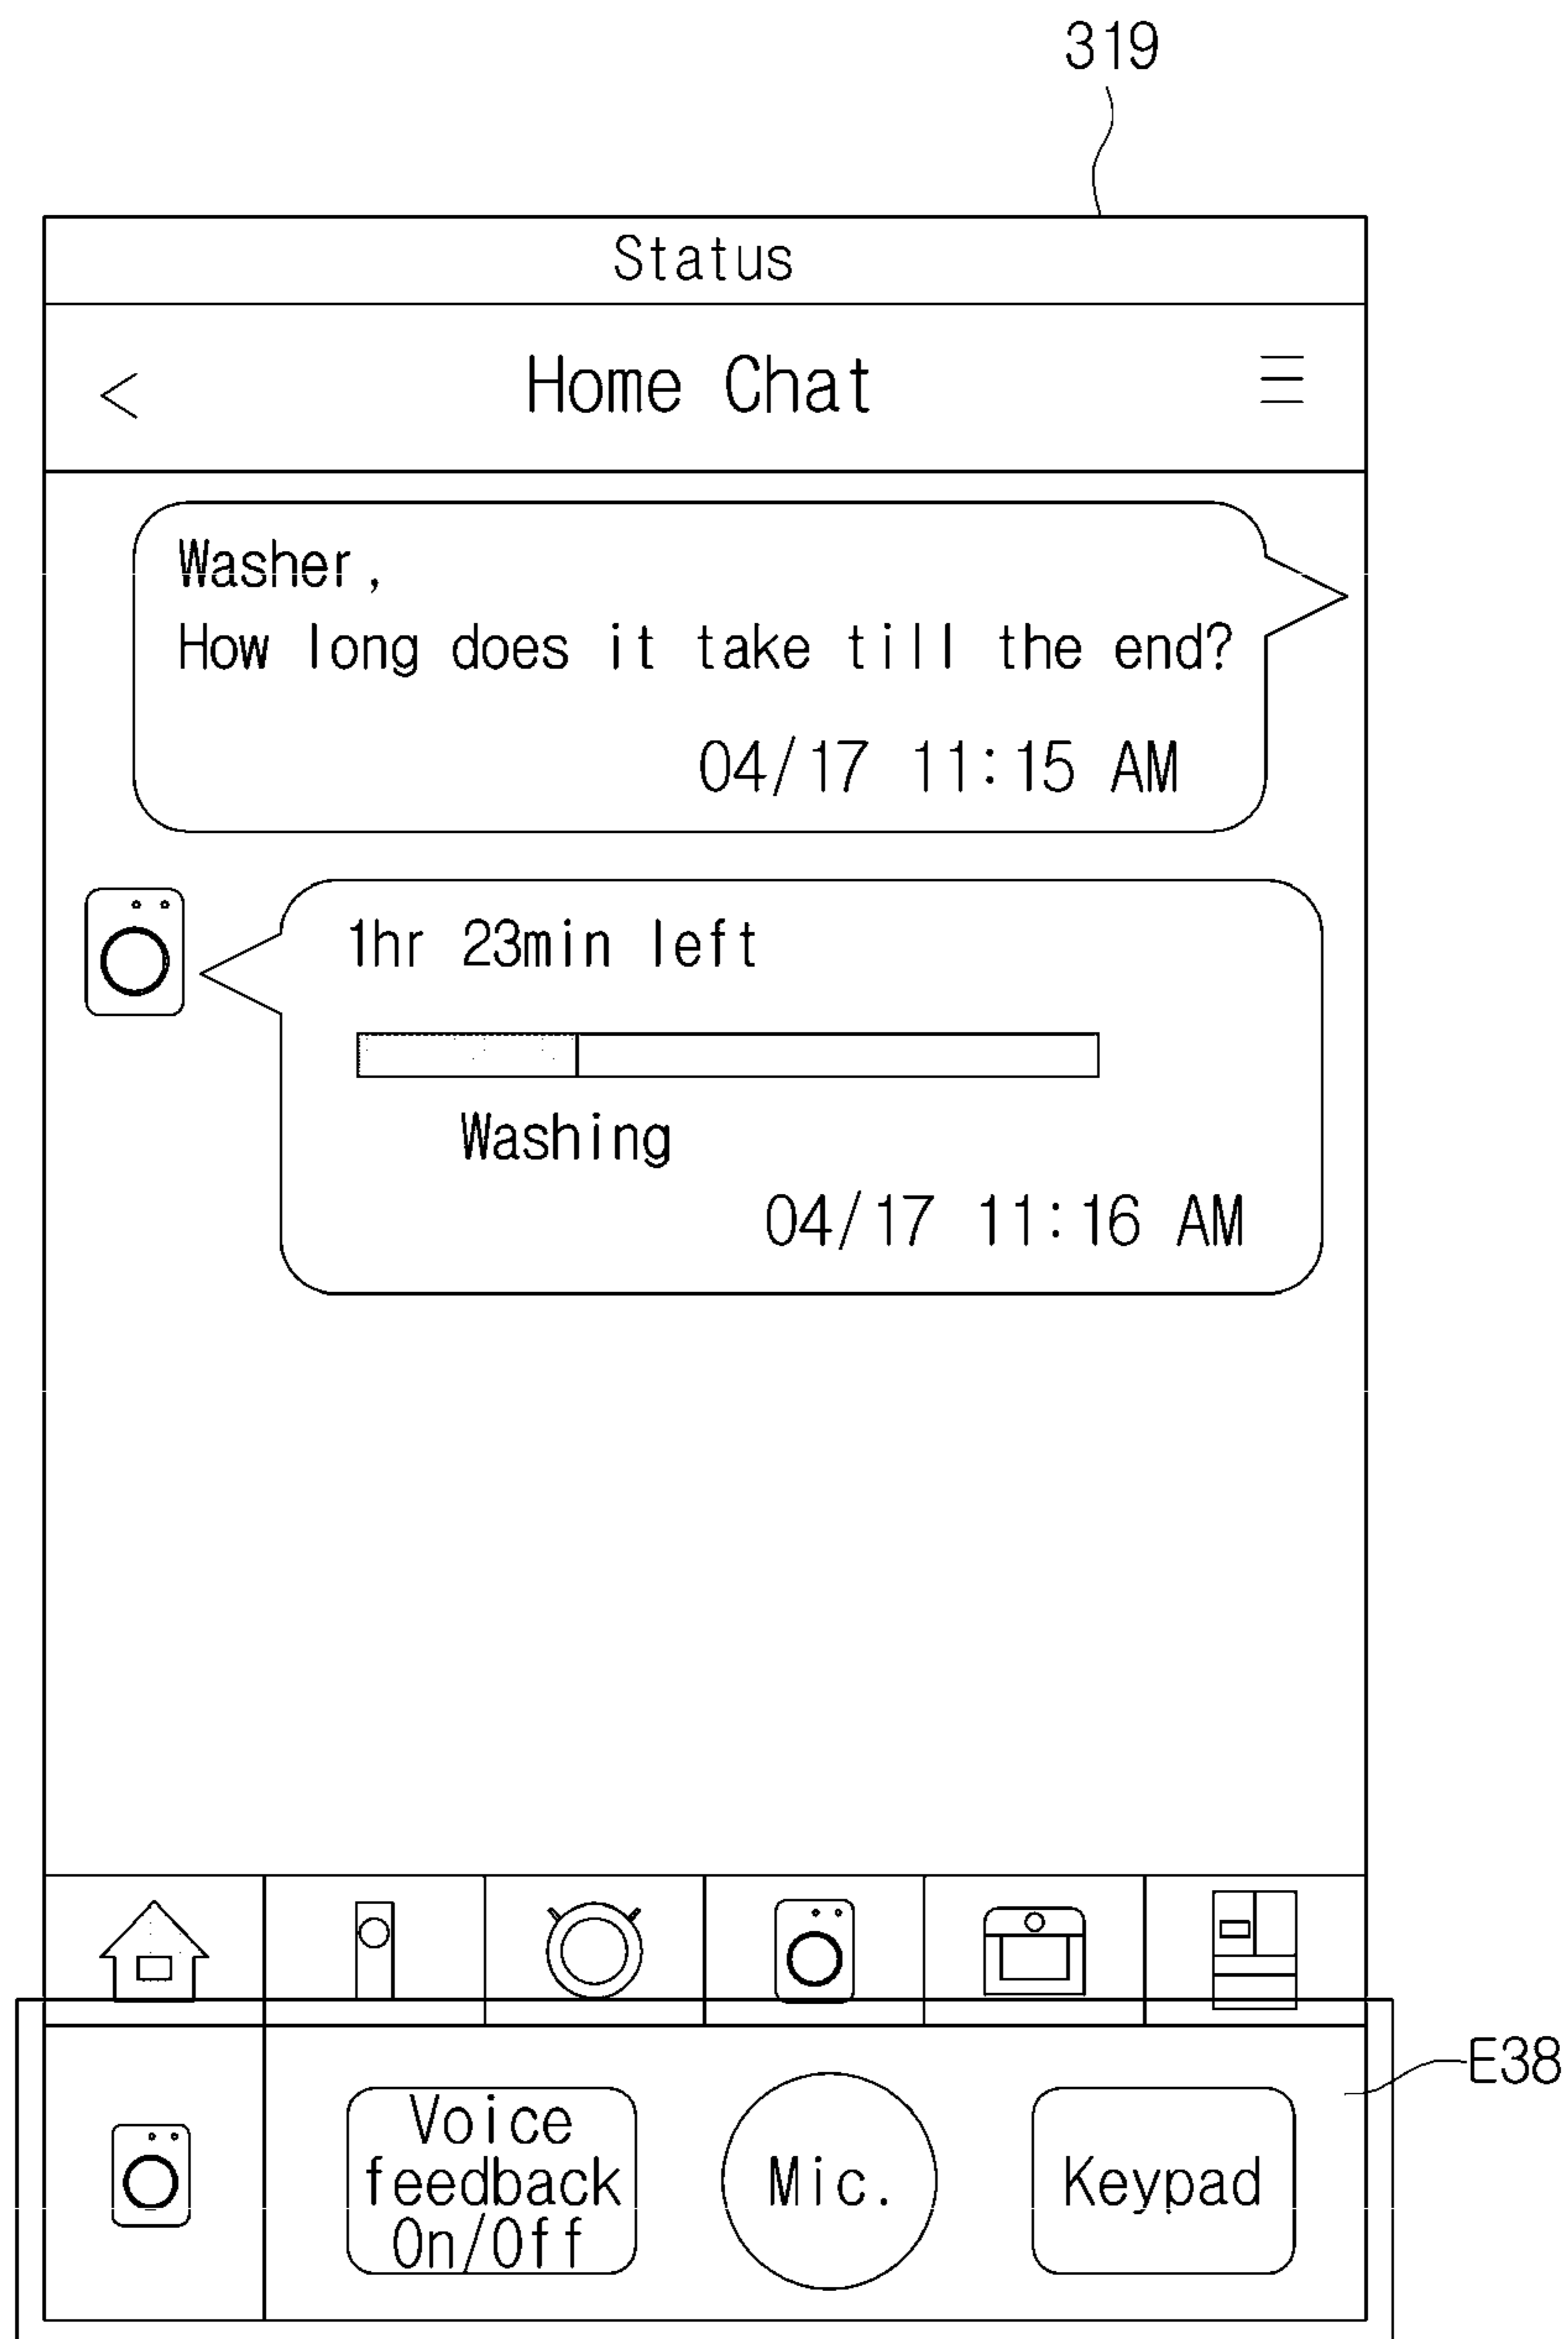 319
Status
< Home Chat
Washer,
How long does it take till the end?
04/17 11:15 AM
1hr 23min left
Washing
04/17 11:16 AM
E38
Voice
feedback
On/Off
Mic.
Keypad